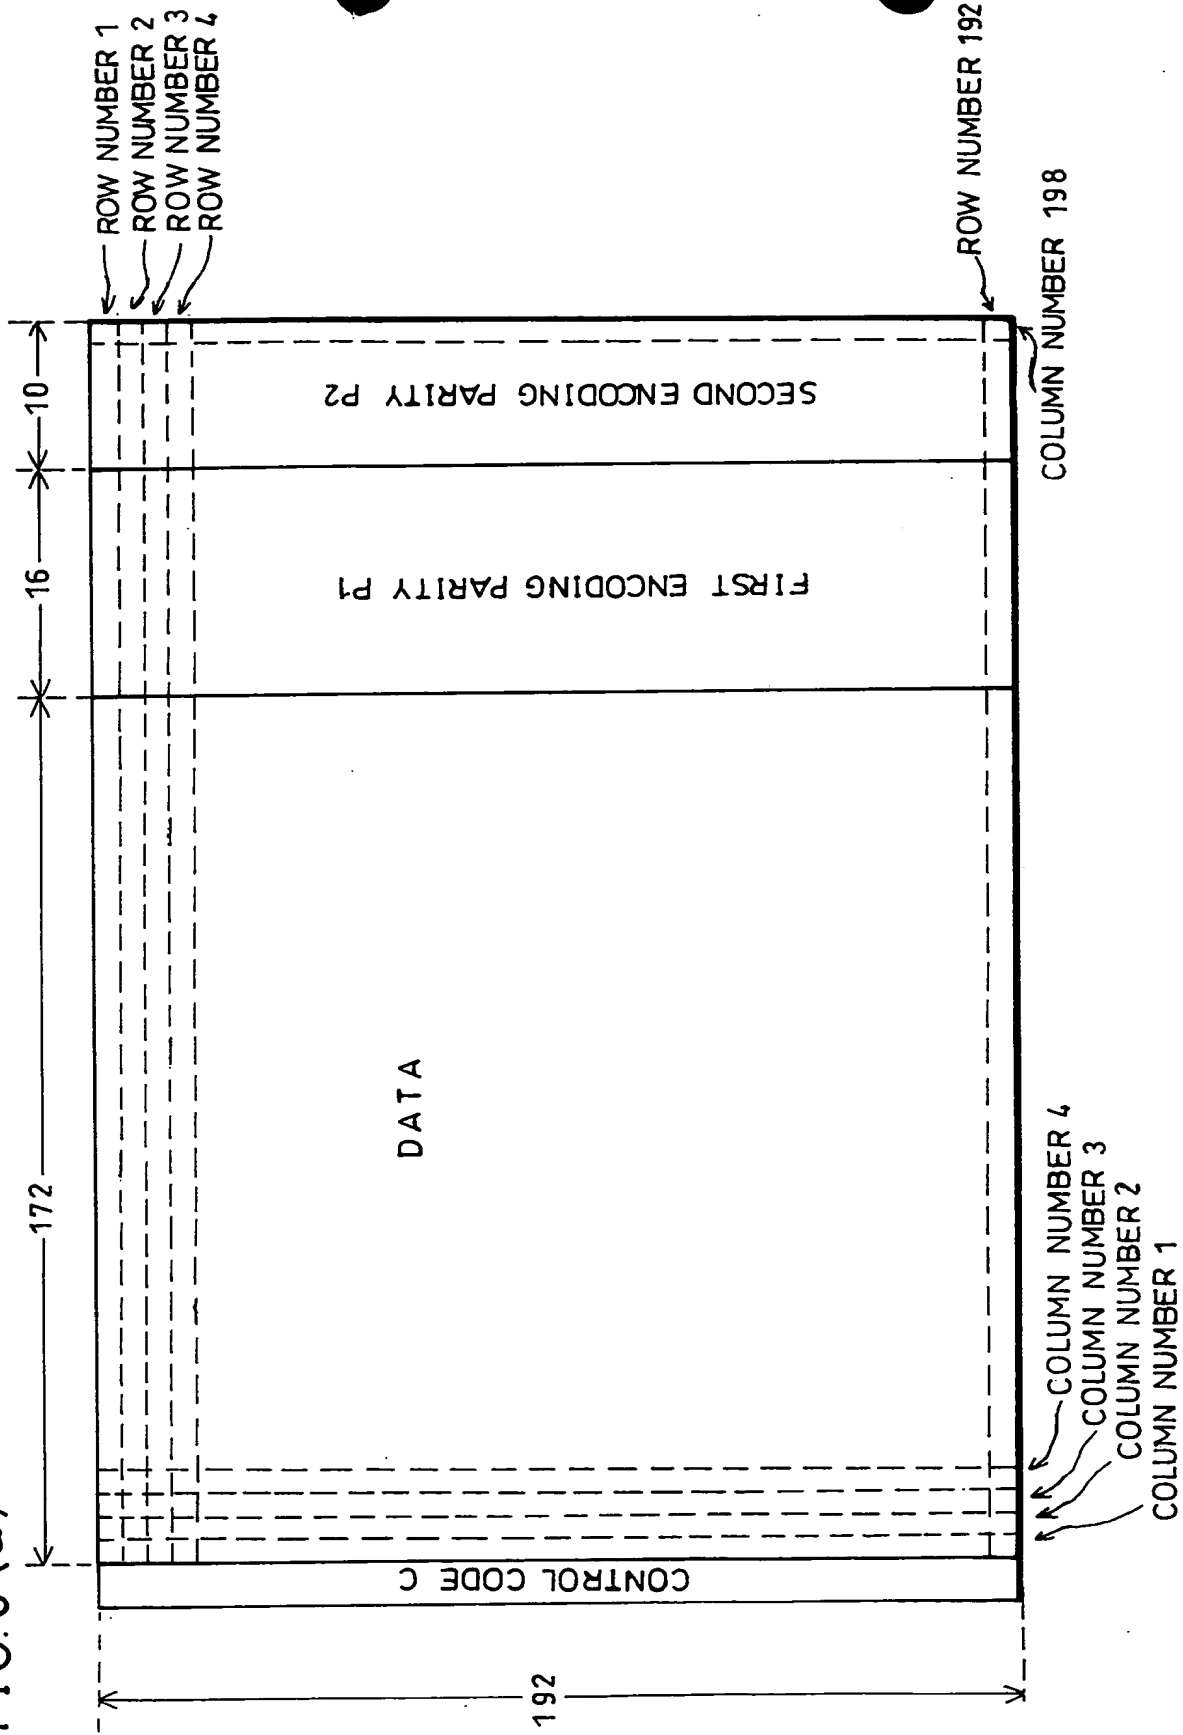 ROW NUMBER 1
ROW NUMBER 2
ROW NUMBER 3
ROW NUMBER 4
10
16
172
SECOND ENCODING PARITY P2
FIRST ENCODING PARITY P1
DATA
CONTROL CODE C
192
ROW NUMBER 192
COLUMN NUMBER 198
COLUMN NUMBER 4
COLUMN NUMBER 3
COLUMN NUMBER 2
COLUMN NUMBER 1